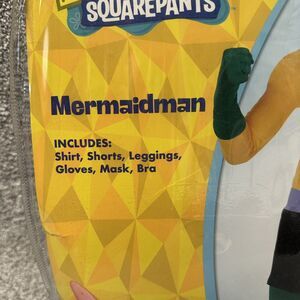 SQUAREPANTS
Mermaidman
INCLUDES:
Shirt, Shorts, Leggings,
Gloves, Mask, Bra